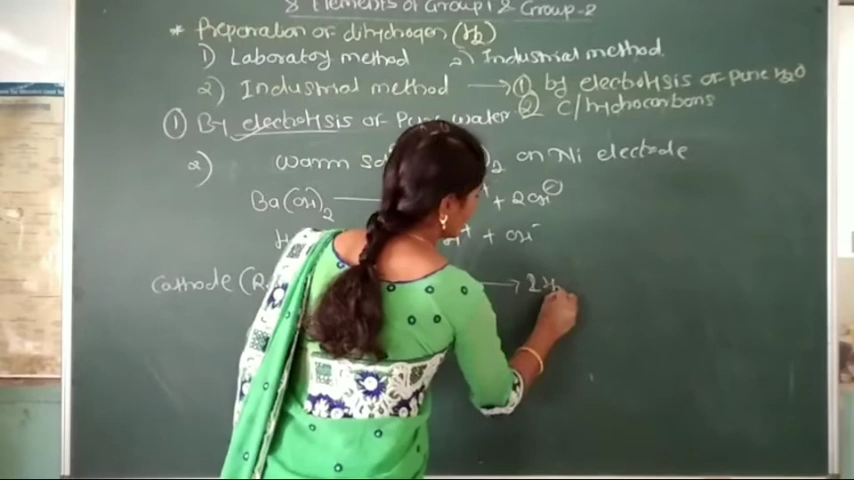 8 Elements of Group 1 & Group-2
* Preparation of dihydrogen (H2)
1) Laboratory method 2) Industrial method
2) Industrial method → ① by electrolysis of pure H2O
② C/hydrocarbons
① By electrolysis of Pure water
2) warm on Ni electrode
Ba(OH)2 + 2OH⊖
+ OH-
Cathode ( → 2H